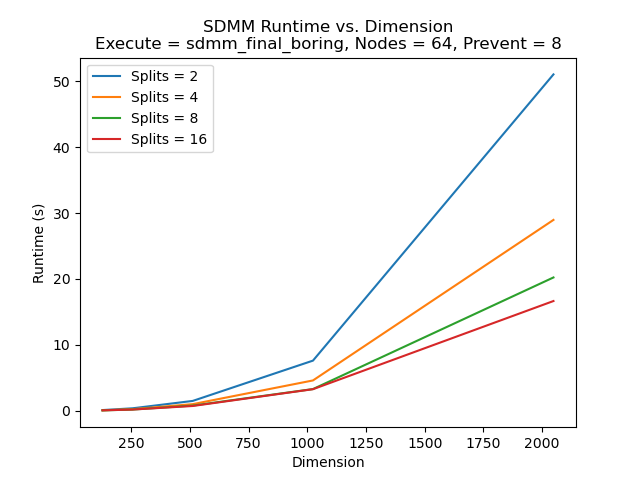 SDMM Runtime vs. Dimension
Execute = sdmm_final_boring, Nodes = 64, Prevent = 8
Splits = 2
Splits = 4
Splits = 8
Splits = 16
Runtime (s)
50
40
30
20
10
0
250 500 750 1000 1250 1500 1750 2000
Dimension